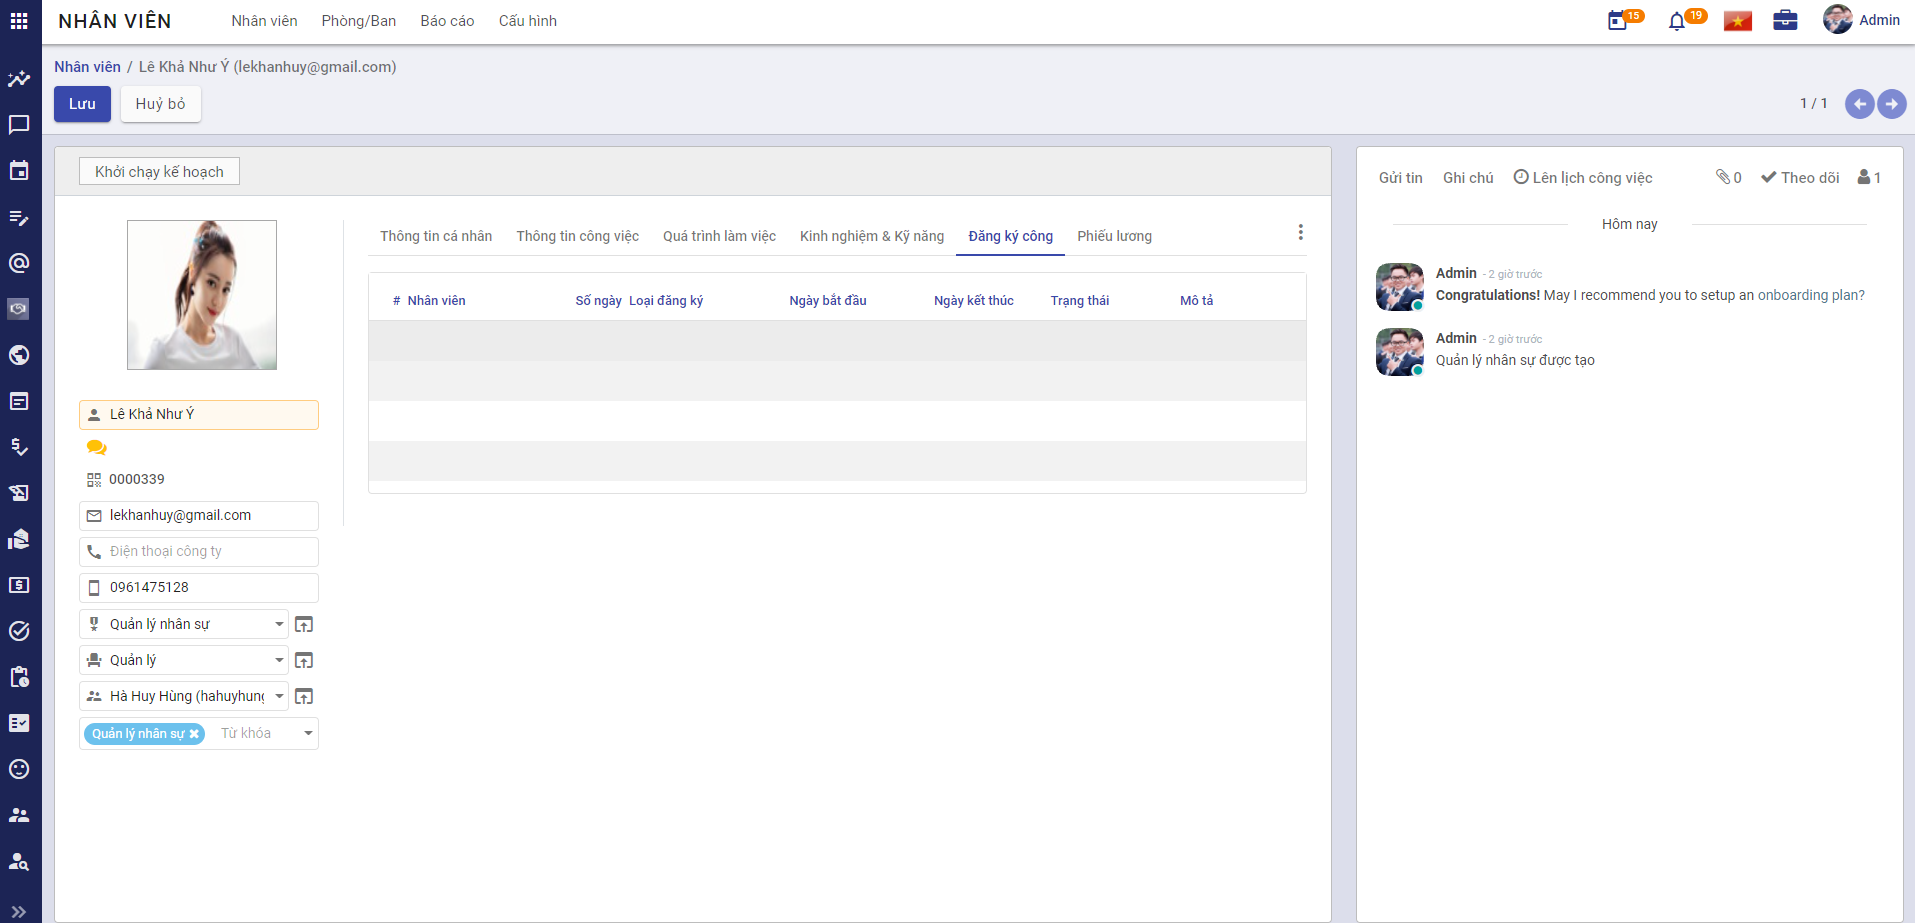 NHÂN VIÊN Nhân viên Phòng/Ban Báo cáo Cấu hình 15 19 Admin
Nhân viên / Lê Khả Như Ý (lekhanhuy@gmail.com)
Lưu Huỷ bỏ 1 / 1
Khởi chạy kế hoạch
Gửi tin Ghi chú Lên lịch công việc 0 Theo dõi 1
Hôm nay
Thông tin cá nhân Thông tin công việc Quá trình làm việc Kinh nghiệm & Kỹ năng Đăng ký công Phiếu lương
# Nhân viên Số ngày Loại đăng ký Ngày bắt đầu Ngày kết thúc Trạng thái Mô tả
Admin - 2 giờ trước
Congratulations! May I recommend you to setup an onboarding plan?
Admin - 2 giờ trước
Quản lý nhân sự được tạo
Lê Khả Như Ý
0000339
lekhanhuy@gmail.com
Điện thoại công ty
0961475128
Quản lý nhân sự
Quản lý
Hà Huy Hùng (hahuyhung
Quản lý nhân sự Từ khóa